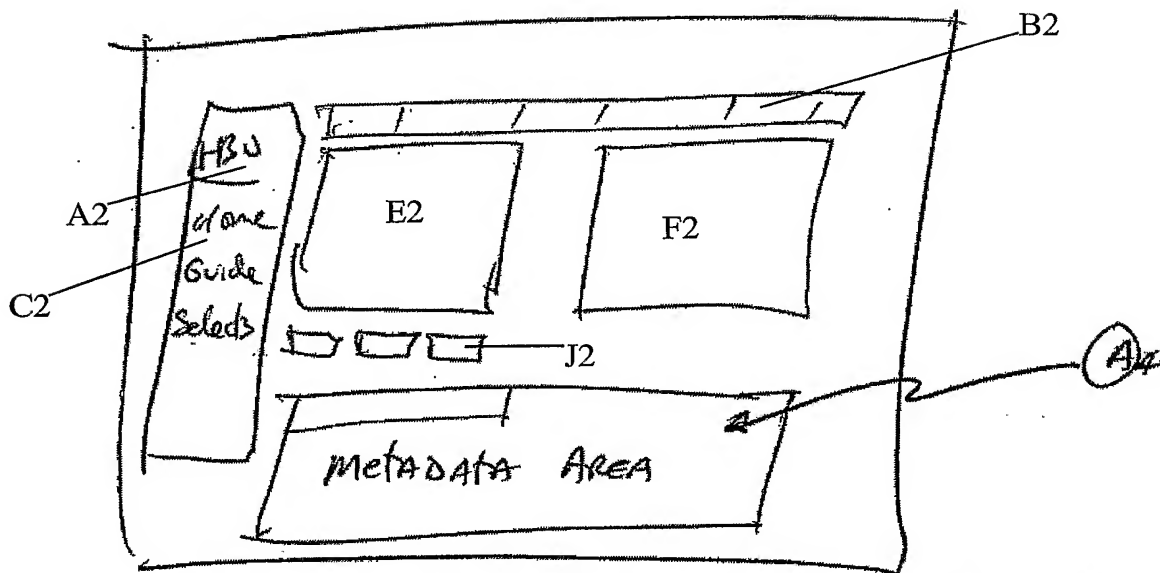 B2
HBO
A2
Home
E2
F2
C2
Guide
Selects
J2
A4
METADATA AREA